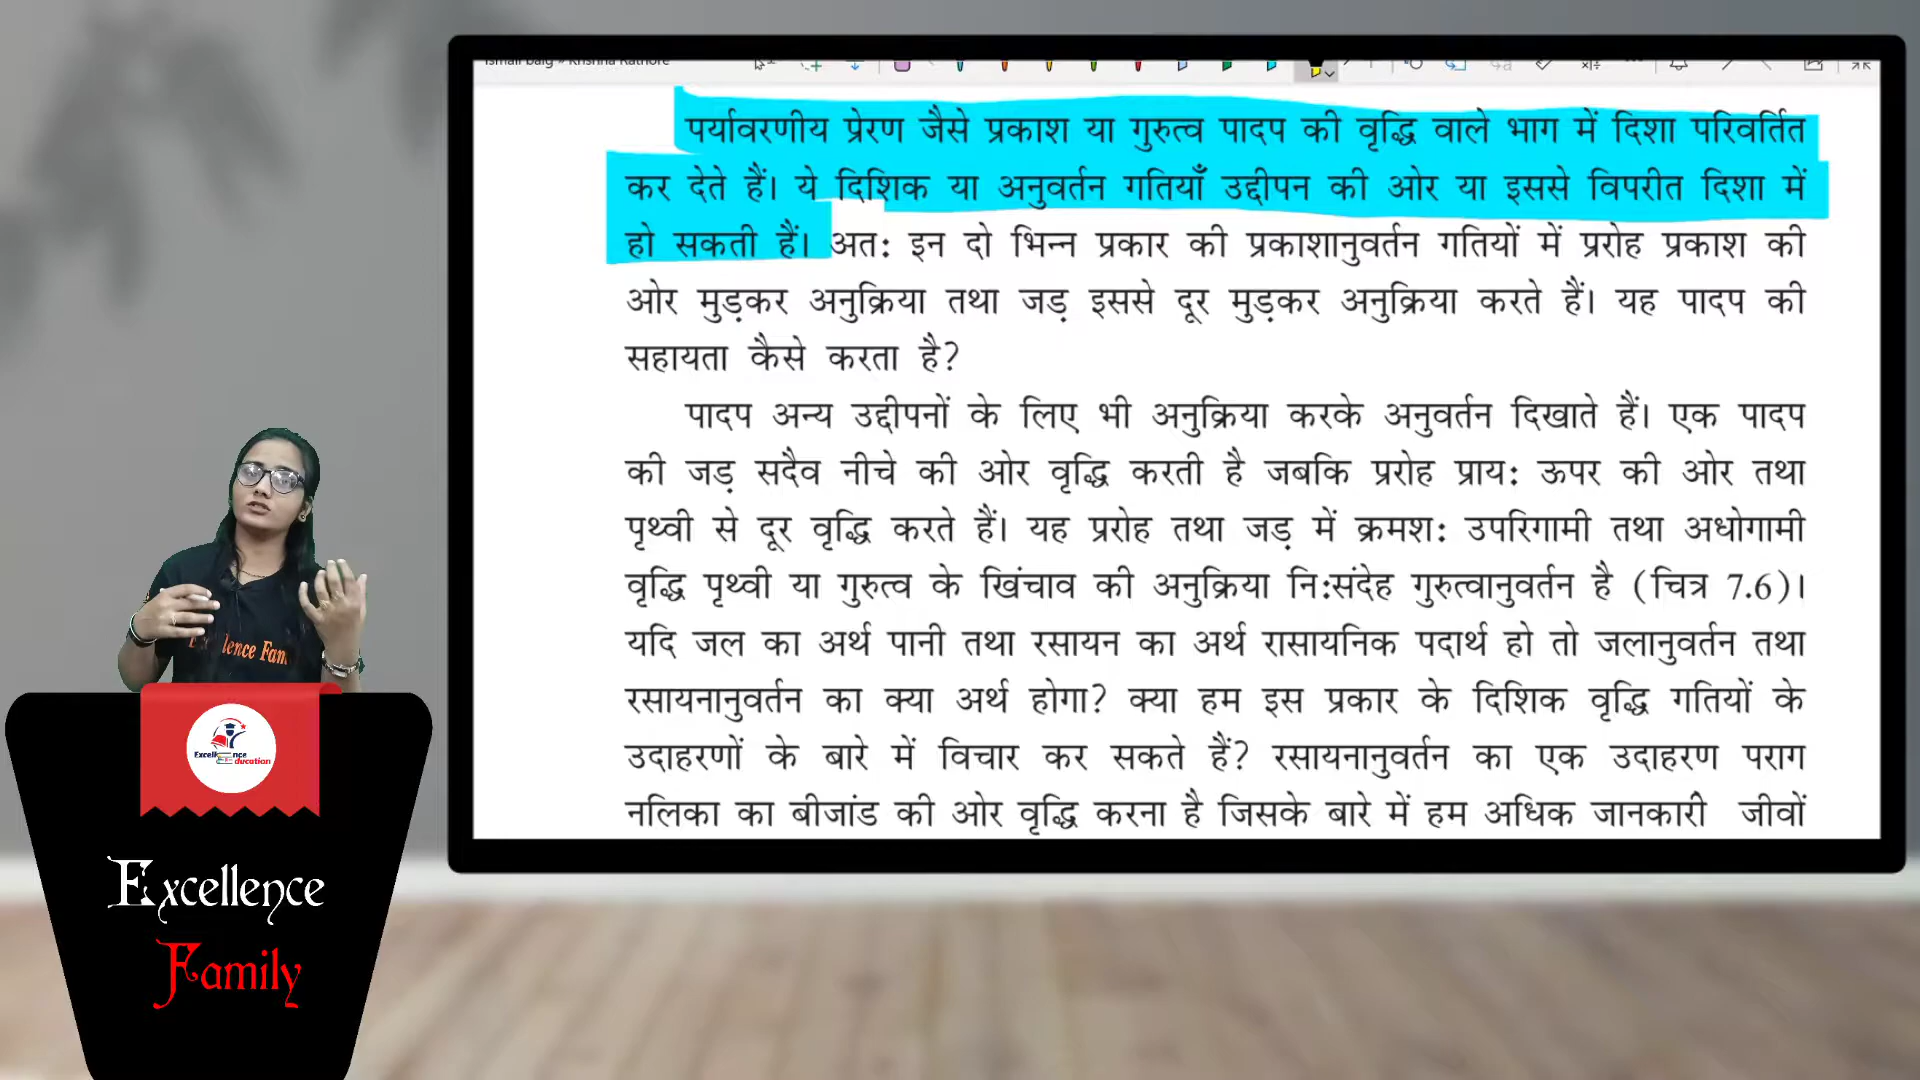 Ismail baig » Krishna Rathore
पर्यावरणीय प्रेरण जैसे प्रकाश या गुरुत्व पादप की वृद्धि वाले भाग में दिशा परिवर्तित
कर देते हैं। ये दिशिक या अनुवर्तन गतियाँ उद्दीपन की ओर या इससे विपरीत दिशा में
हो सकती हैं। अत: इन दो भिन्न प्रकार की प्रकाशानुवर्तन गतियों में प्ररोह प्रकाश की
ओर मुड़कर अनुक्रिया तथा जड़ इससे दूर मुड़कर अनुक्रिया करते हैं। यह पादप की
सहायता कैसे करता है?
पादप अन्य उद्दीपनों के लिए भी अनुक्रिया करके अनुवर्तन दिखाते हैं। एक पादप
की जड़ सदैव नीचे की ओर वृद्धि करती है जबकि प्ररोह प्राय: ऊपर की ओर तथा
पृथ्वी से दूर वृद्धि करते हैं। यह प्ररोह तथा जड़ में क्रमश: उपरिगामी तथा अधोगामी
वृद्धि पृथ्वी या गुरुत्व के खिंचाव की अनुक्रिया नि:संदेह गुरुत्वानुवर्तन है (चित्र 7.6)।
यदि जल का अर्थ पानी तथा रसायन का अर्थ रासायनिक पदार्थ हो तो जलानुवर्तन तथा
रसायनानुवर्तन का क्या अर्थ होगा? क्या हम इस प्रकार के दिशिक वृद्धि गतियों के
उदाहरणों के बारे में विचार कर सकते हैं? रसायनानुवर्तन का एक उदाहरण पराग
नलिका का बीजांड की ओर वृद्धि करना है जिसके बारे में हम अधिक जानकारी जीवों
Excellence
Education
Excellence
Family